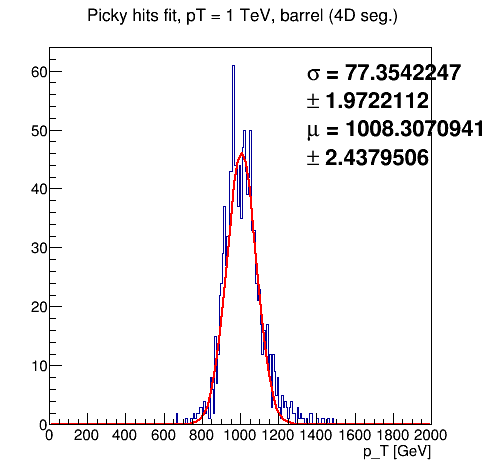 Picky hits fit, pT = 1 TeV, barrel (4D seg.)
σ = 77.3542247
± 1.9722112
μ = 1008.3070941
± 2.4379506
60
50
40
30
20
10
0
0 200 400 600 800 1000 1200 1400 1600 1800 2000
p_T [GeV]